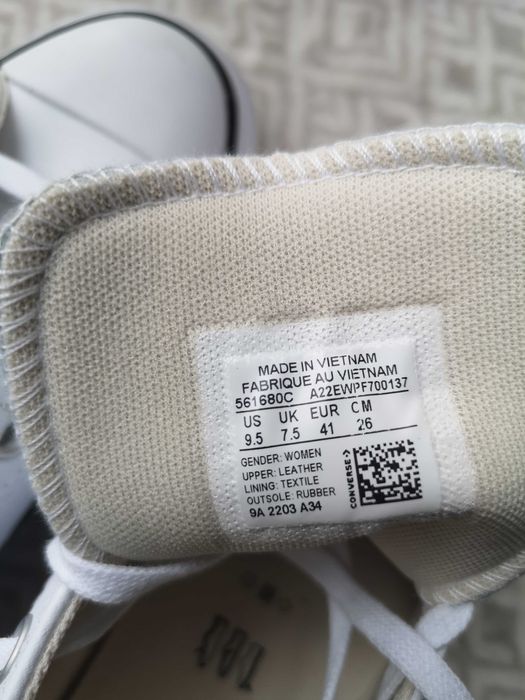 MADE IN VIETNAM
FABRIQUE AU VIETNAM
561680C A22EWPF700137
US UK EUR CM
9.5 7.5 41 26
GENDER: WOMEN
UPPER: LEATHER
LINING: TEXTILE
OUTSOLE: RUBBER
9A 2203 A34
CONVERSE